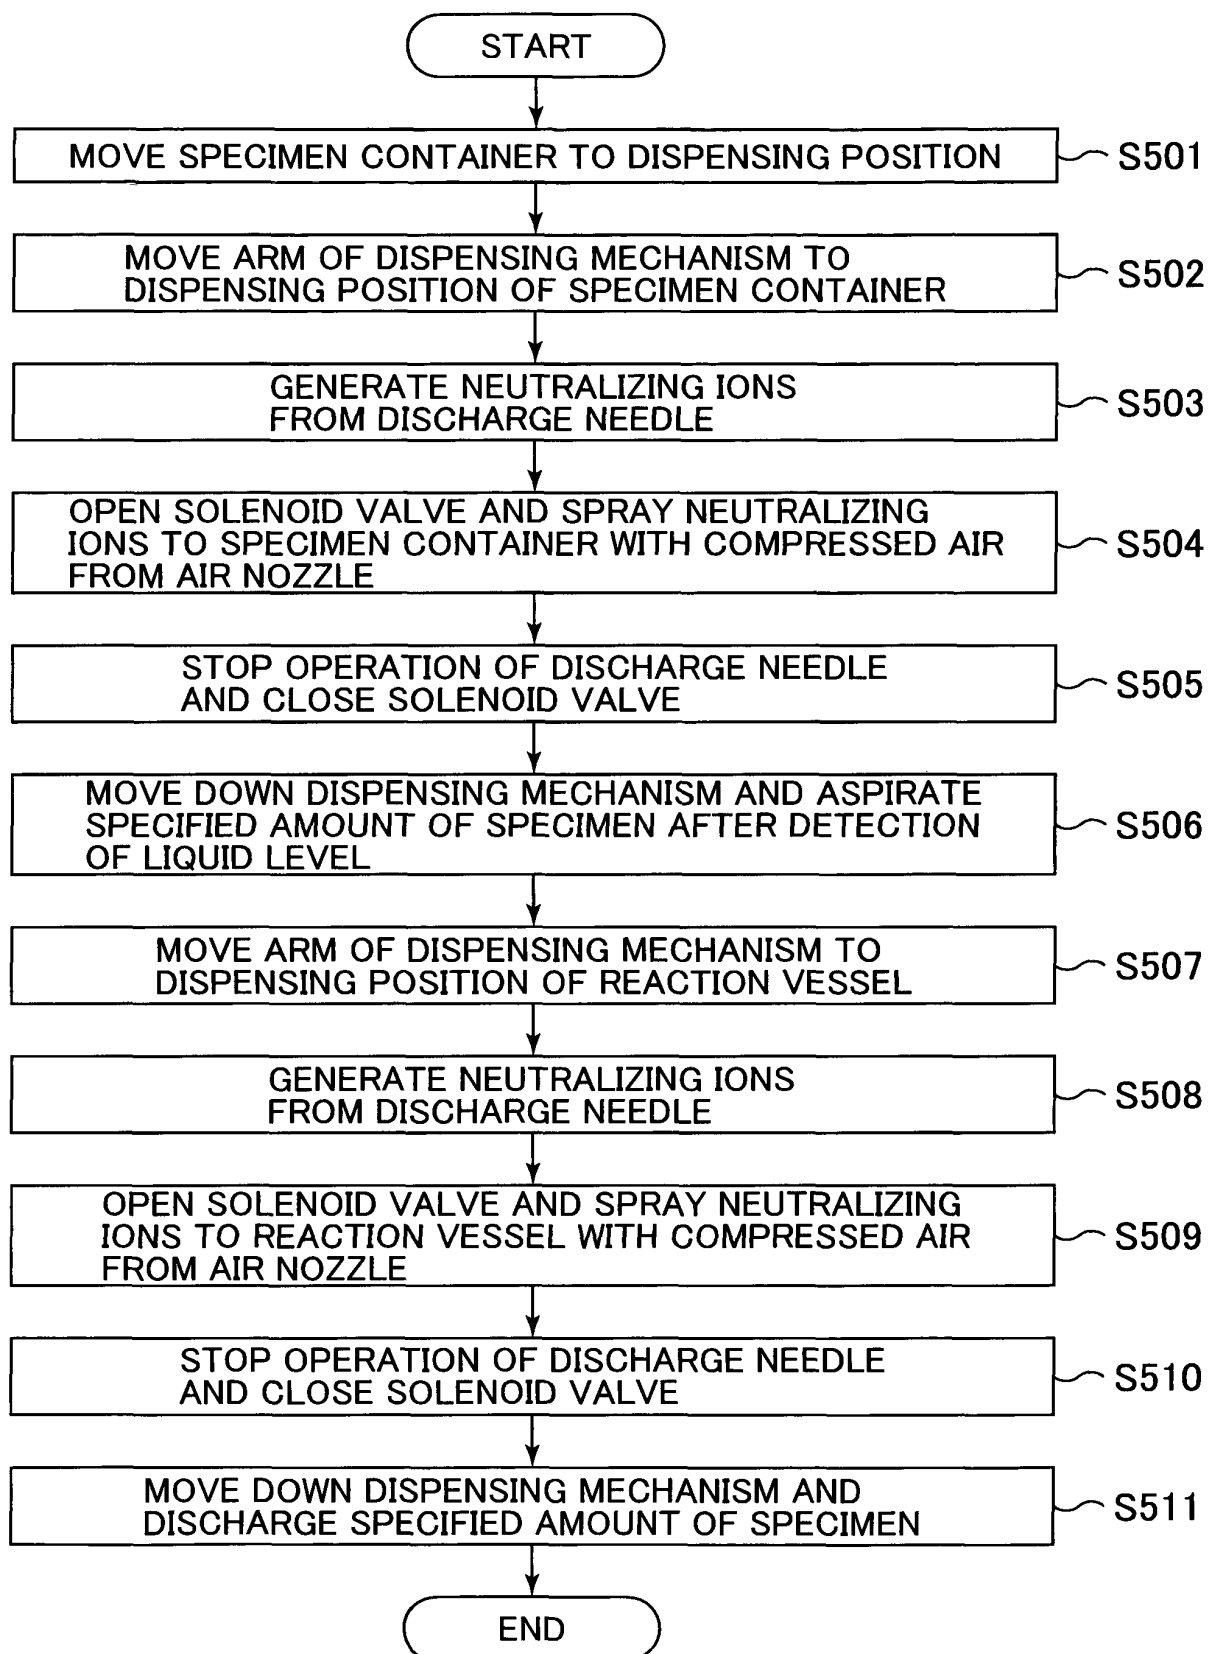 START
MOVE SPECIMEN CONTAINER TO DISPENSING POSITION
S501
MOVE ARM OF DISPENSING MECHANISM TO
DISPENSING POSITION OF SPECIMEN CONTAINER
S502
GENERATE NEUTRALIZING IONS
FROM DISCHARGE NEEDLE
S503
OPEN SOLENOID VALVE AND SPRAY NEUTRALIZING
IONS TO SPECIMEN CONTAINER WITH COMPRESSED AIR
FROM AIR NOZZLE
S504
STOP OPERATION OF DISCHARGE NEEDLE
AND CLOSE SOLENOID VALVE
S505
MOVE DOWN DISPENSING MECHANISM AND ASPIRATE
SPECIFIED AMOUNT OF SPECIMEN AFTER DETECTION
OF LIQUID LEVEL
S506
MOVE ARM OF DISPENSING MECHANISM TO
DISPENSING POSITION OF REACTION VESSEL
S507
GENERATE NEUTRALIZING IONS
FROM DISCHARGE NEEDLE
S508
OPEN SOLENOID VALVE AND SPRAY NEUTRALIZING
IONS TO REACTION VESSEL WITH COMPRESSED AIR
FROM AIR NOZZLE
S509
STOP OPERATION OF DISCHARGE NEEDLE
AND CLOSE SOLENOID VALVE
S510
MOVE DOWN DISPENSING MECHANISM AND
DISCHARGE SPECIFIED AMOUNT OF SPECIMEN
S511
END